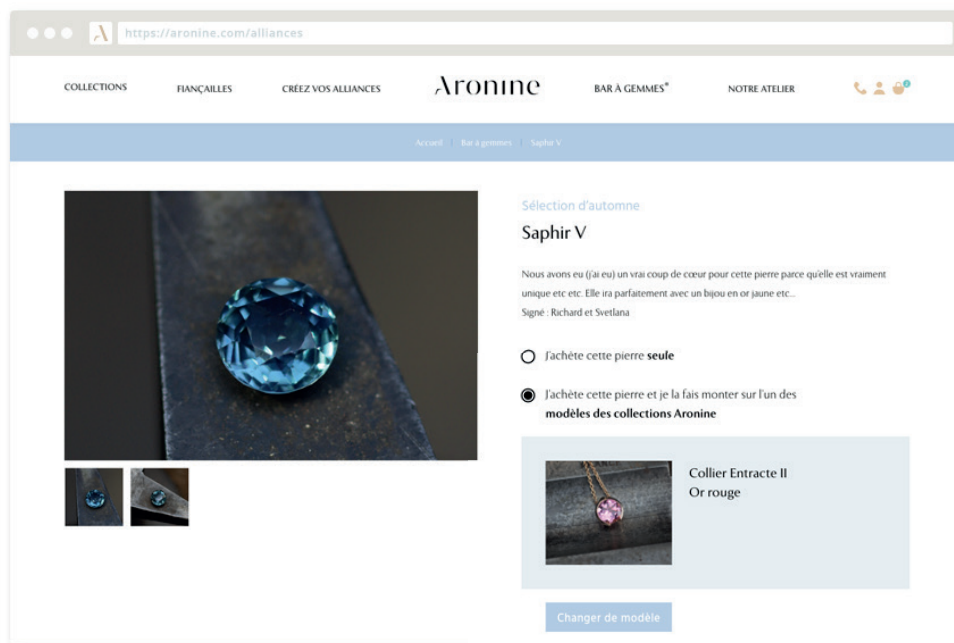 https://aronine.com/alliances
COLLECTIONS
FIANÇAILLES
CRÉEZ VOS ALLIANCES
Aronine
BAR À GEMMES*
NOTRE ATELIER
Accueil | Bar à gemmes | Saphir V
Sélection d'automne
Saphir V
Nous avons eu (j'ai eu) un vrai coup de cœur pour cette pierre parce qu'elle est vraiment
unique etc etc. Elle ira parfaitement avec un bijou en or jaune etc...
Signé : Richard et Svetlana
J'achète cette pierre seule
J'achète cette pierre et je la fais monter sur l'un des
modèles des collections Aronine
Collier Entracte II
Or rouge
Changer de modèle